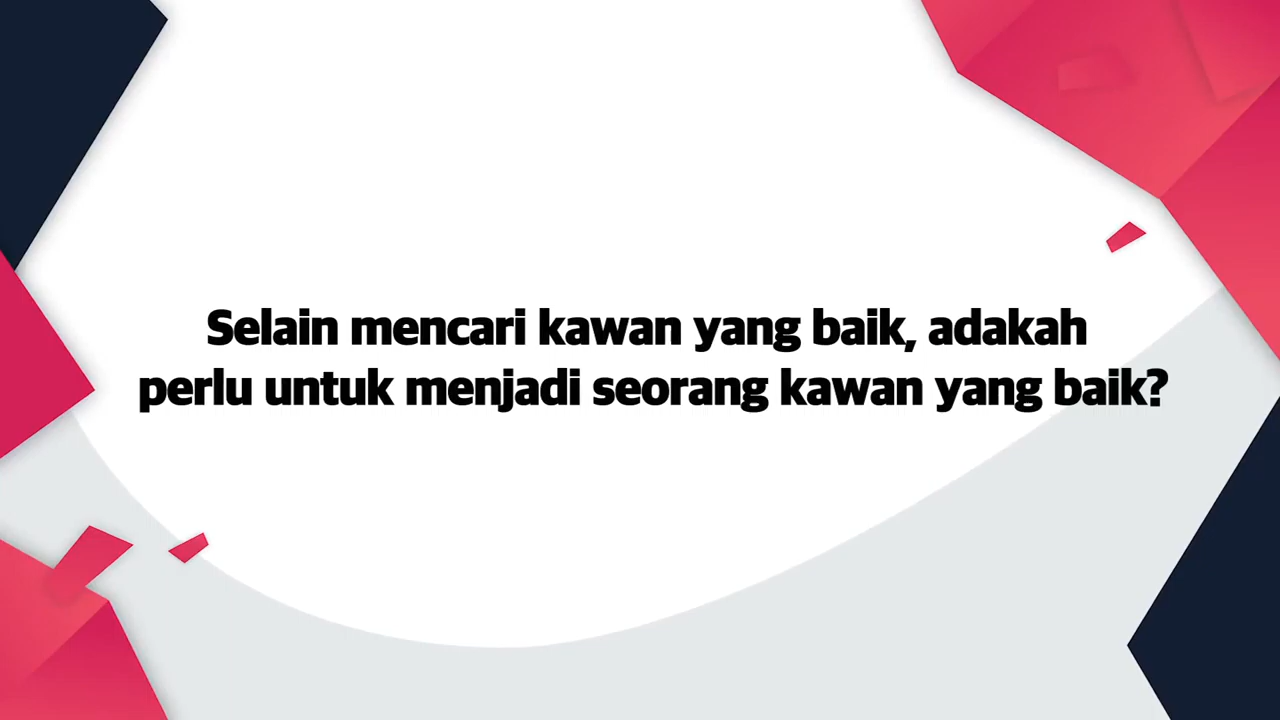 Selain mencari kawan yang baik, adakah
perlu untuk menjadi seorang kawan yang baik?